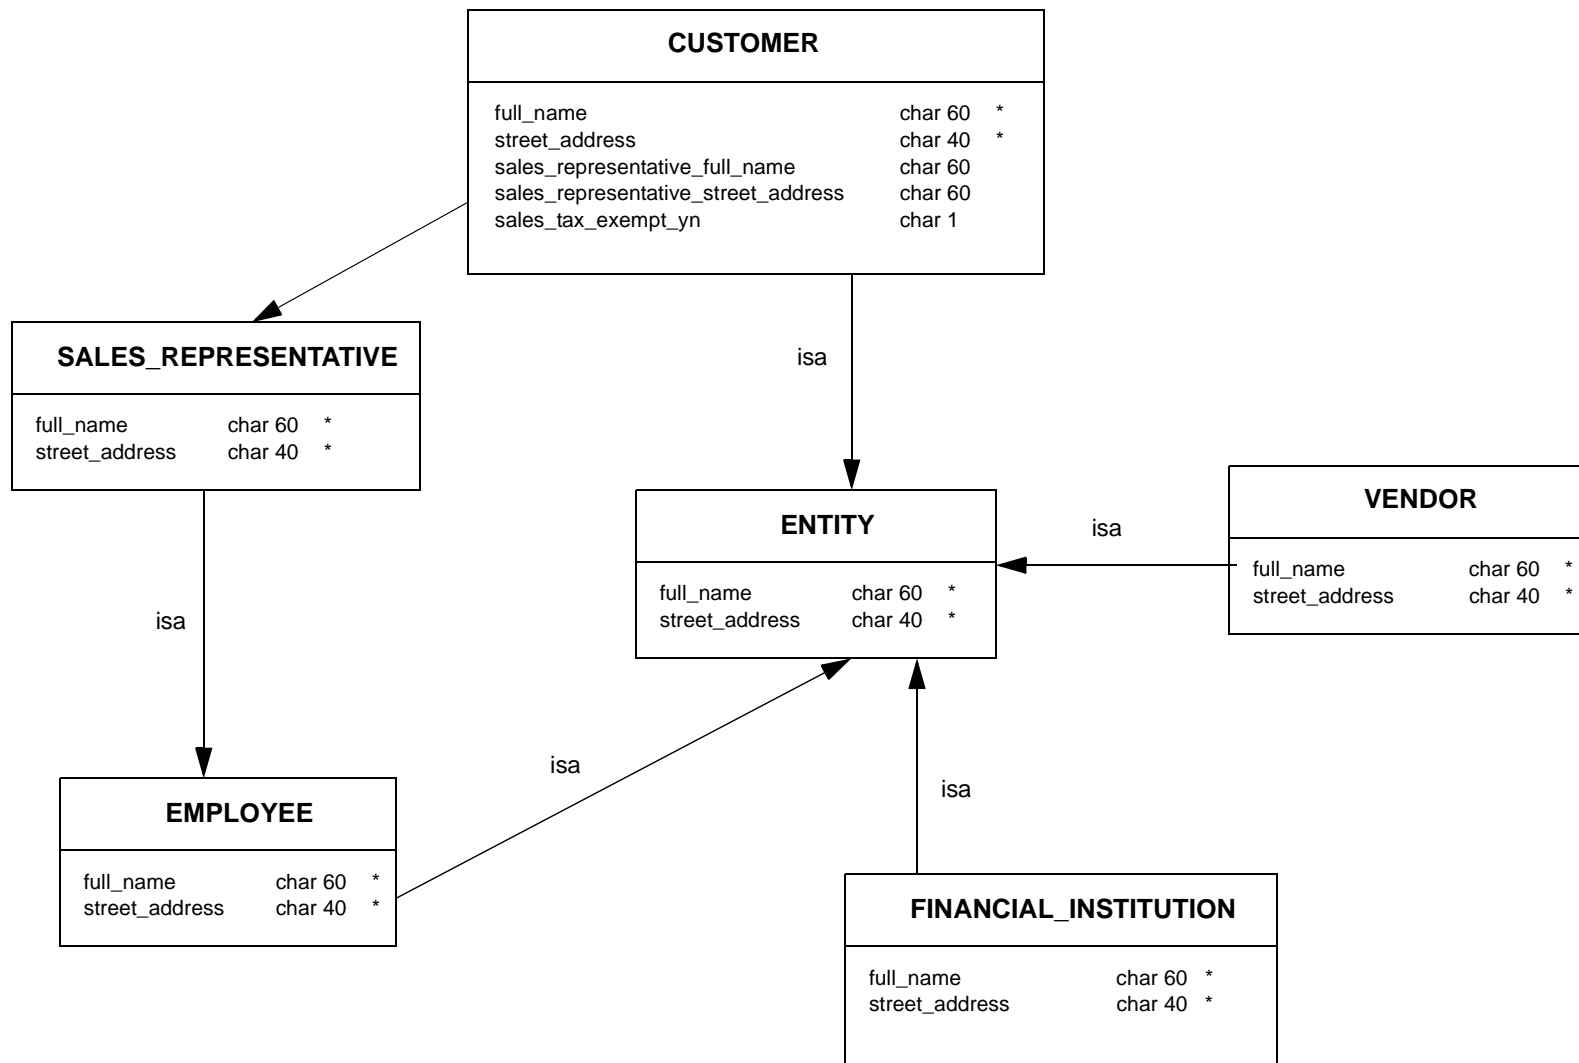 CUSTOMER
full_name char 60 *
street_address char 40 *
sales_representative_full_name char 60
sales_representative_street_address char 60
sales_tax_exempt_yn char 1
SALES_REPRESENTATIVE
full_name char 60 *
street_address char 40 *
isa
ENTITY
full_name char 60 *
street_address char 40 *
isa
VENDOR
full_name char 60 *
street_address char 40 *
isa
EMPLOYEE
full_name char 60 *
street_address char 40 *
isa
isa
FINANCIAL_INSTITUTION
full_name char 60 *
street_address char 40 *